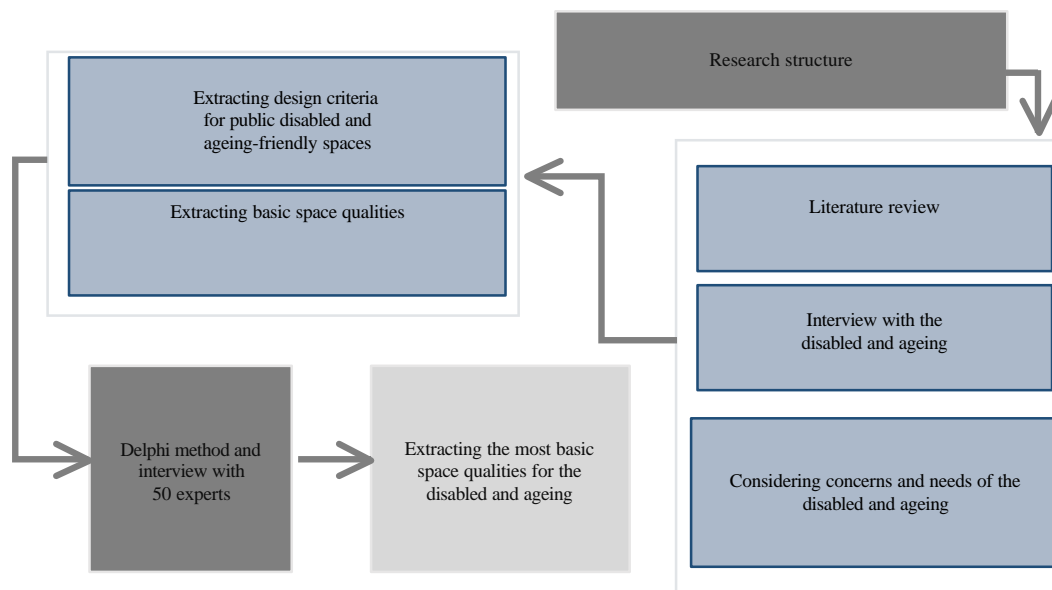 Research structure
Literature review
Interview with the
disabled and ageing
Considering concerns and needs of the
disabled and ageing
Extracting design criteria
for public disabled and
ageing-friendly spaces
Extracting basic space qualities
Delphi method and
interview with
50 experts
Extracting the most basic
space qualities for the
disabled and ageing